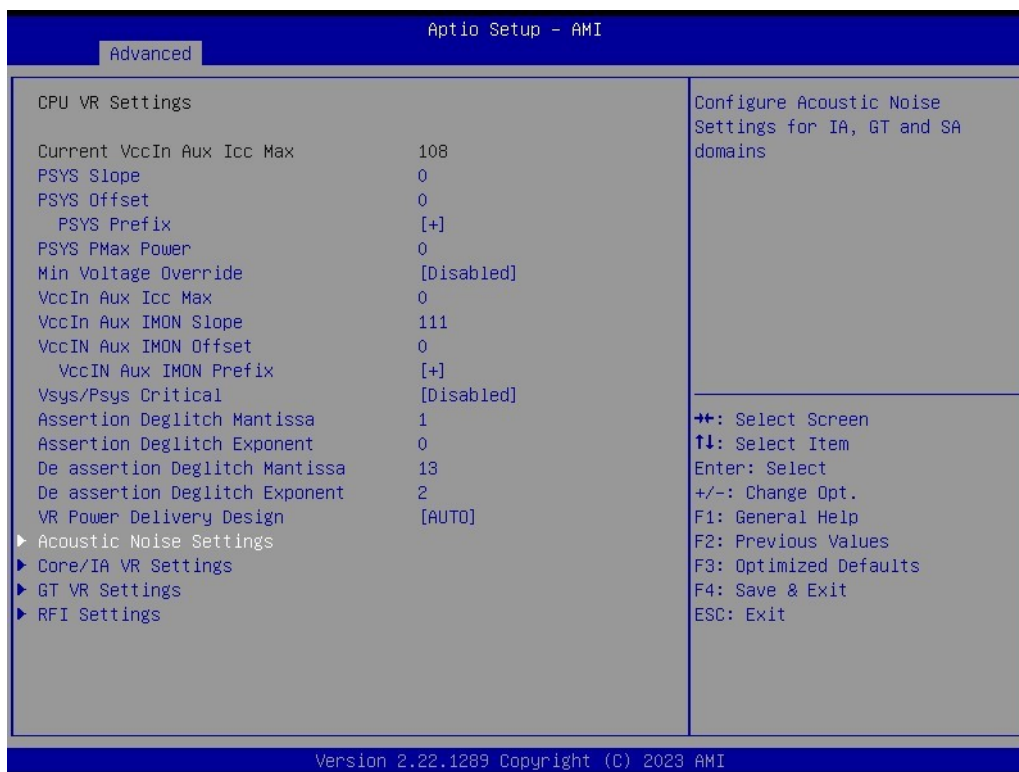 Aptio Setup – AMI
Advanced
CPU VR Settings
Current VccIn Aux Icc Max 108
PSYS Slope 0
PSYS Offset 0
PSYS Prefix [+]
PSYS PMax Power 0
Min Voltage Override [Disabled]
VccIn Aux Icc Max 0
VccIn Aux IMON Slope 111
VccIN Aux IMON Offset 0
VccIN Aux IMON Prefix [+]
Vsys/Psys Critical [Disabled]
Assertion Deglitch Mantissa 1
Assertion Deglitch Exponent 0
De assertion Deglitch Mantissa 13
De assertion Deglitch Exponent 2
VR Power Delivery Design [AUTO]
Acoustic Noise Settings
Core/IA VR Settings
GT VR Settings
RFI Settings
Configure Acoustic Noise
Settings for IA, GT and SA
domains
→←: Select Screen
↑↓: Select Item
Enter: Select
+/-: Change Opt.
F1: General Help
F2: Previous Values
F3: Optimized Defaults
F4: Save & Exit
ESC: Exit
Version 2.22.1289 Copyright (C) 2023 AMI